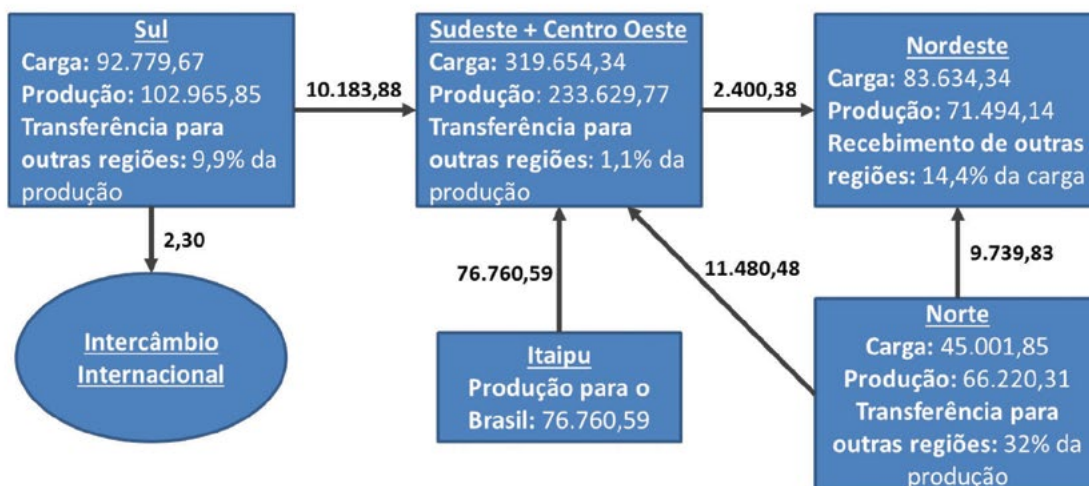 Sul
Carga: 92.779,67
Produção: 102.965,85
Transferência para
outras regiões: 9,9% da
produção
10.183,88
Sudeste + Centro Oeste
Carga: 319.654,34
Produção: 233.629,77
Transferência para
outras regiões: 1,1% da
produção
2.400,38
Nordeste
Carga: 83.634,34
Produção: 71.494,14
Recebimento de outras
regiões: 14,4% da carga
2,30
76.760,59
11.480,48
9.739,83
Intercâmbio
Internacional
Itaipu
Produção para o
Brasil: 76.760,59
Norte
Carga: 45.001,85
Produção: 66.220,31
Transferência para
outras regiões: 32% da
produção